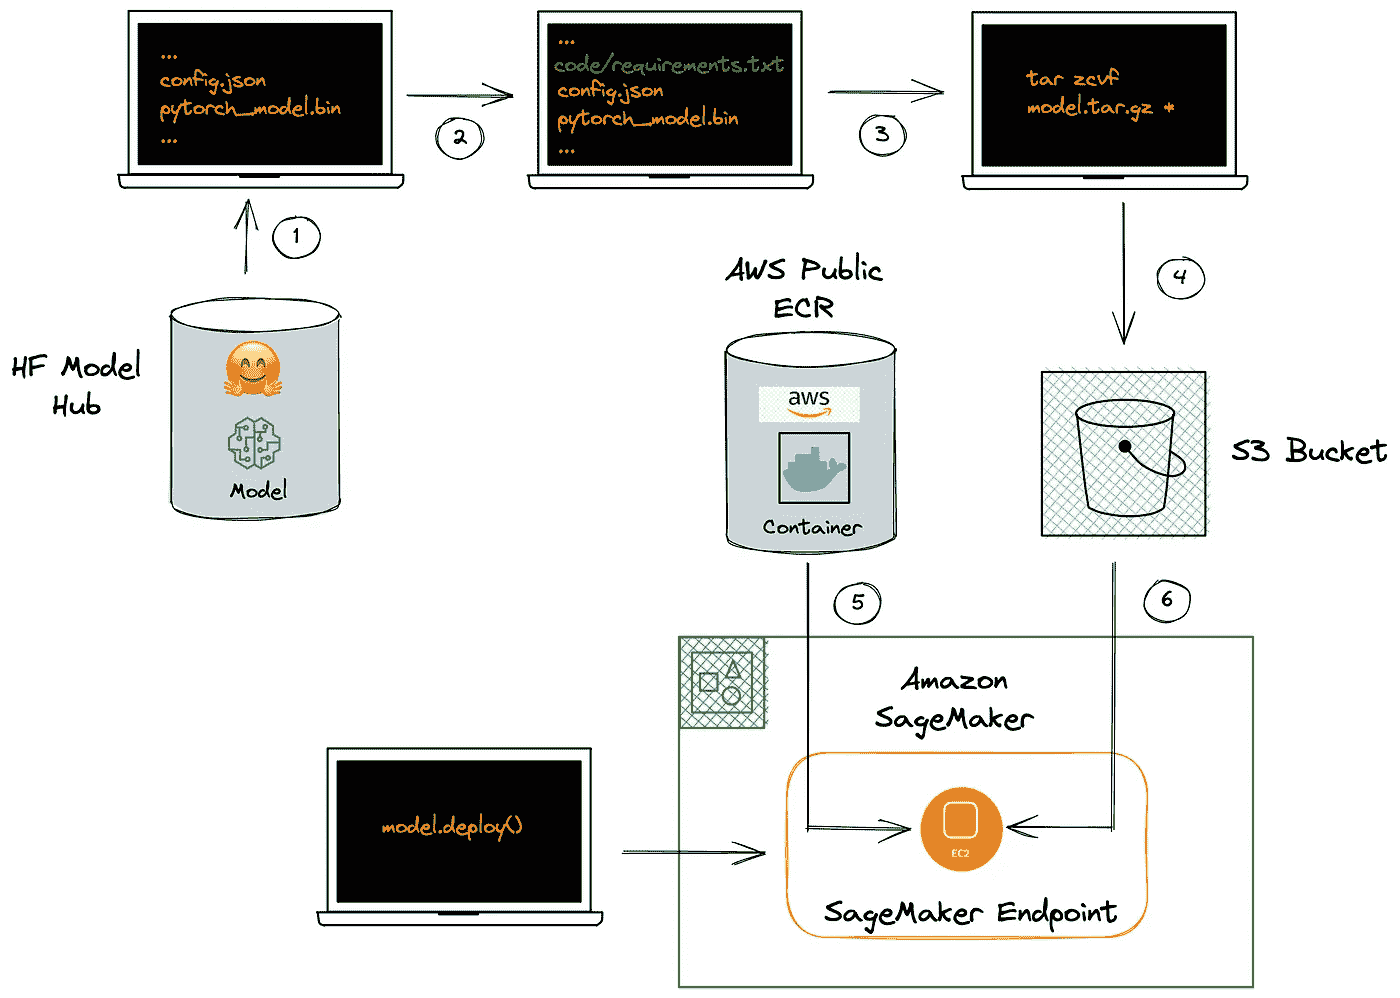 ...
config.json
pytorch_model.bin
...
2
...
code/requirements.txt
config.json
pytorch_model.bin
...
3
tar zcvf
model.tar.gz *
1
4
HF Model
Hub
Model
AWS Public
ECR
aws
Container
S3 Bucket
5
6
Amazon
SageMaker
model.deploy()
EC2
SageMaker Endpoint